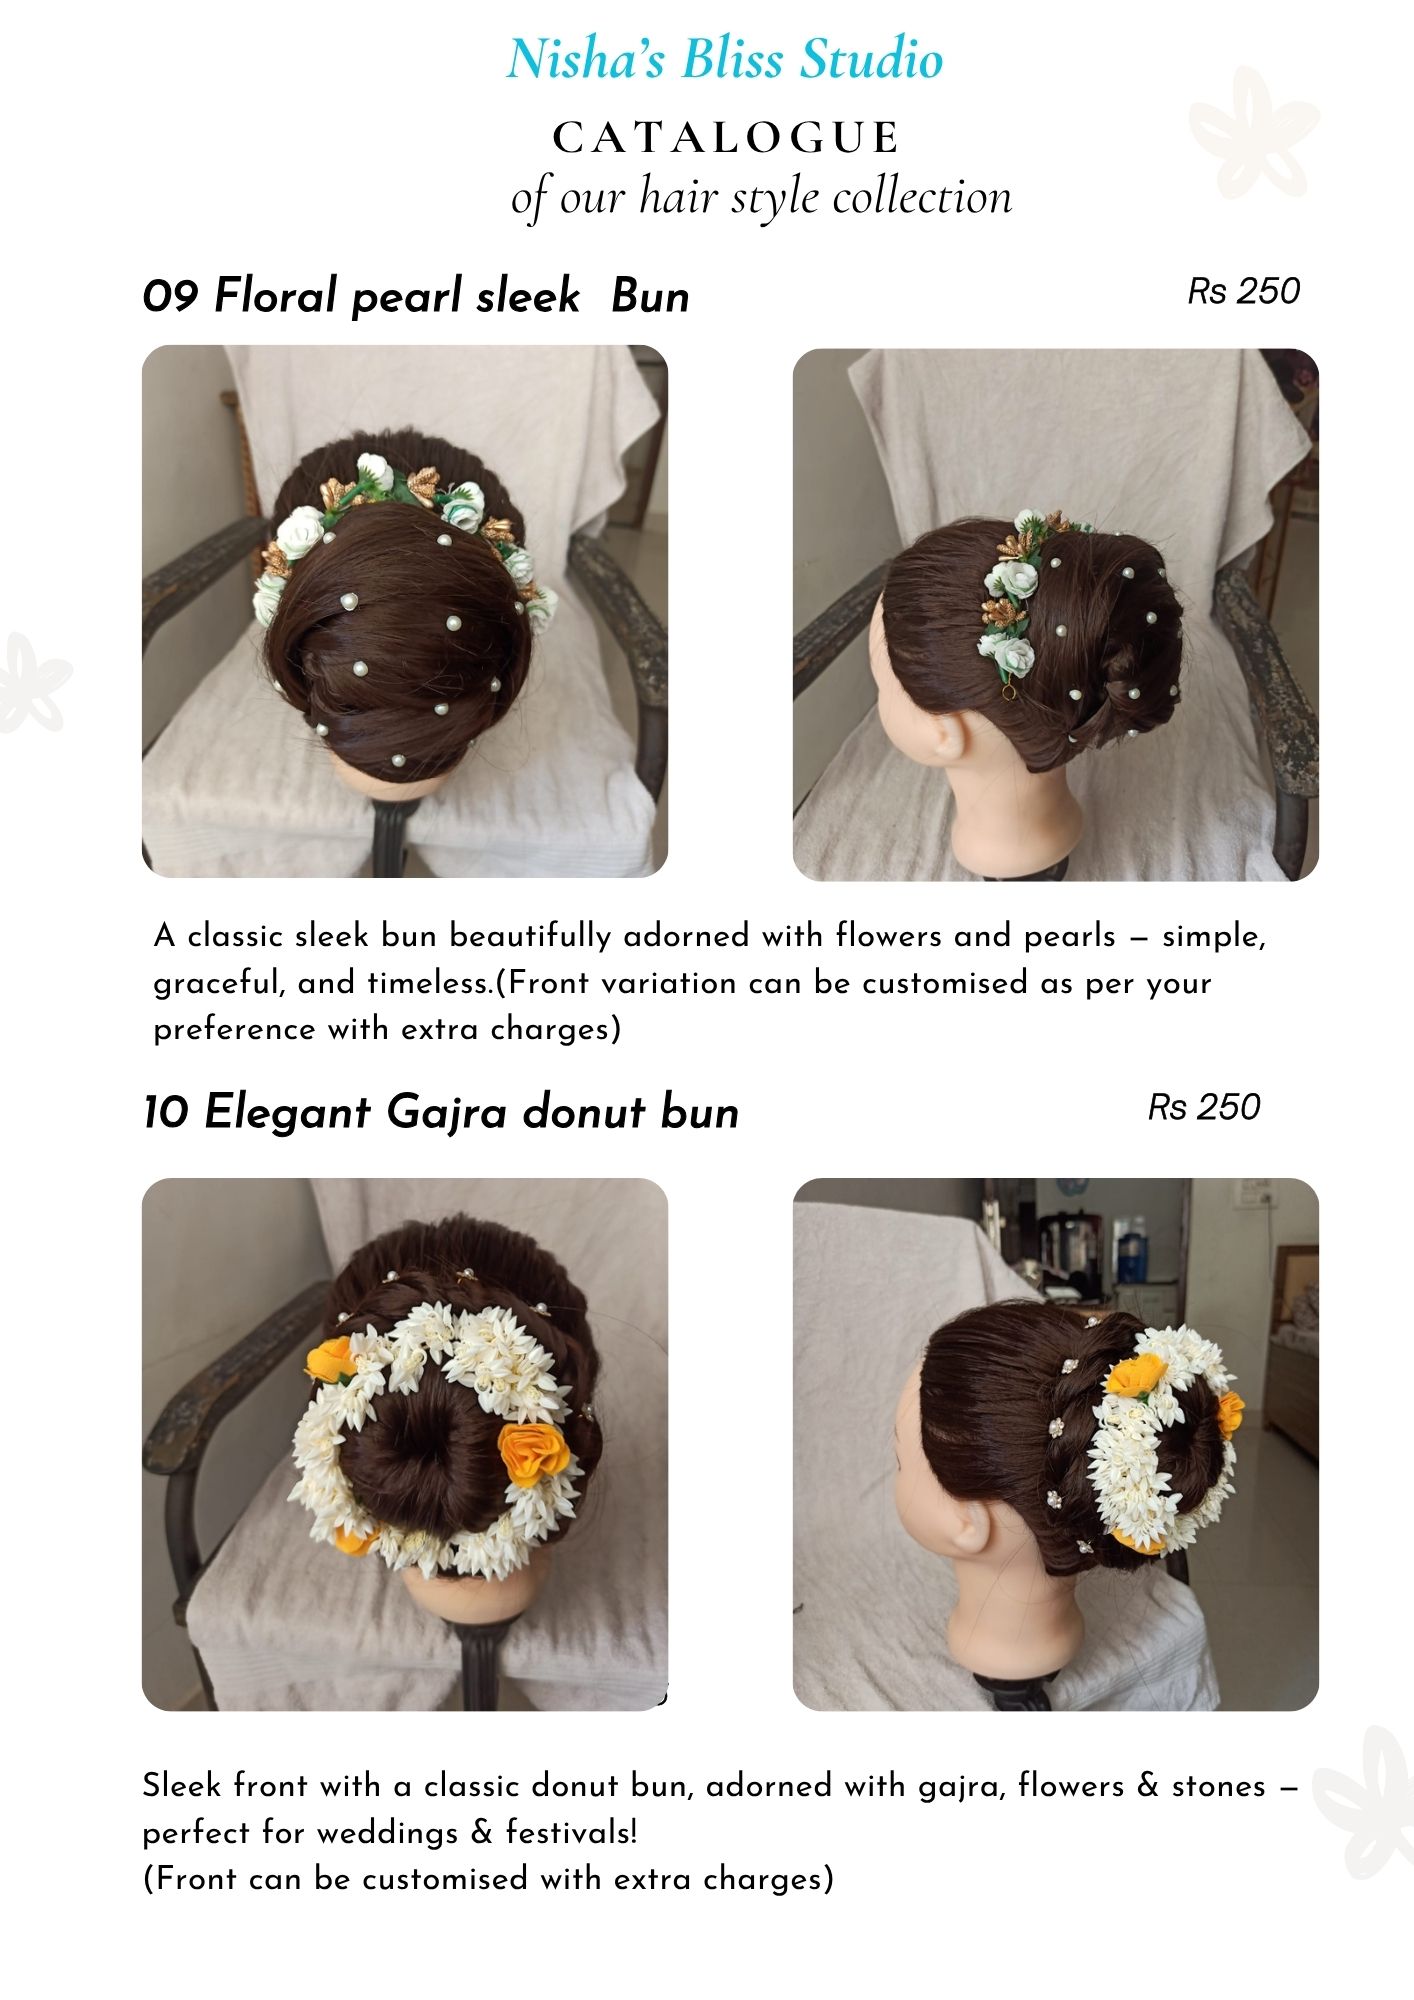 Nisha's Bliss Studio
CATALOGUE
of our hair style collection
09 Floral pearl sleek Bun
Rs 250
A classic sleek bun beautifully adorned with flowers and pearls – simple,
graceful, and timeless.(Front variation can be customised as per your
preference with extra charges)
10 Elegant Gajra donut bun
Rs 250
Sleek front with a classic donut bun, adorned with gajra, flowers & stones –
perfect for weddings & festivals!
(Front can be customised with extra charges)